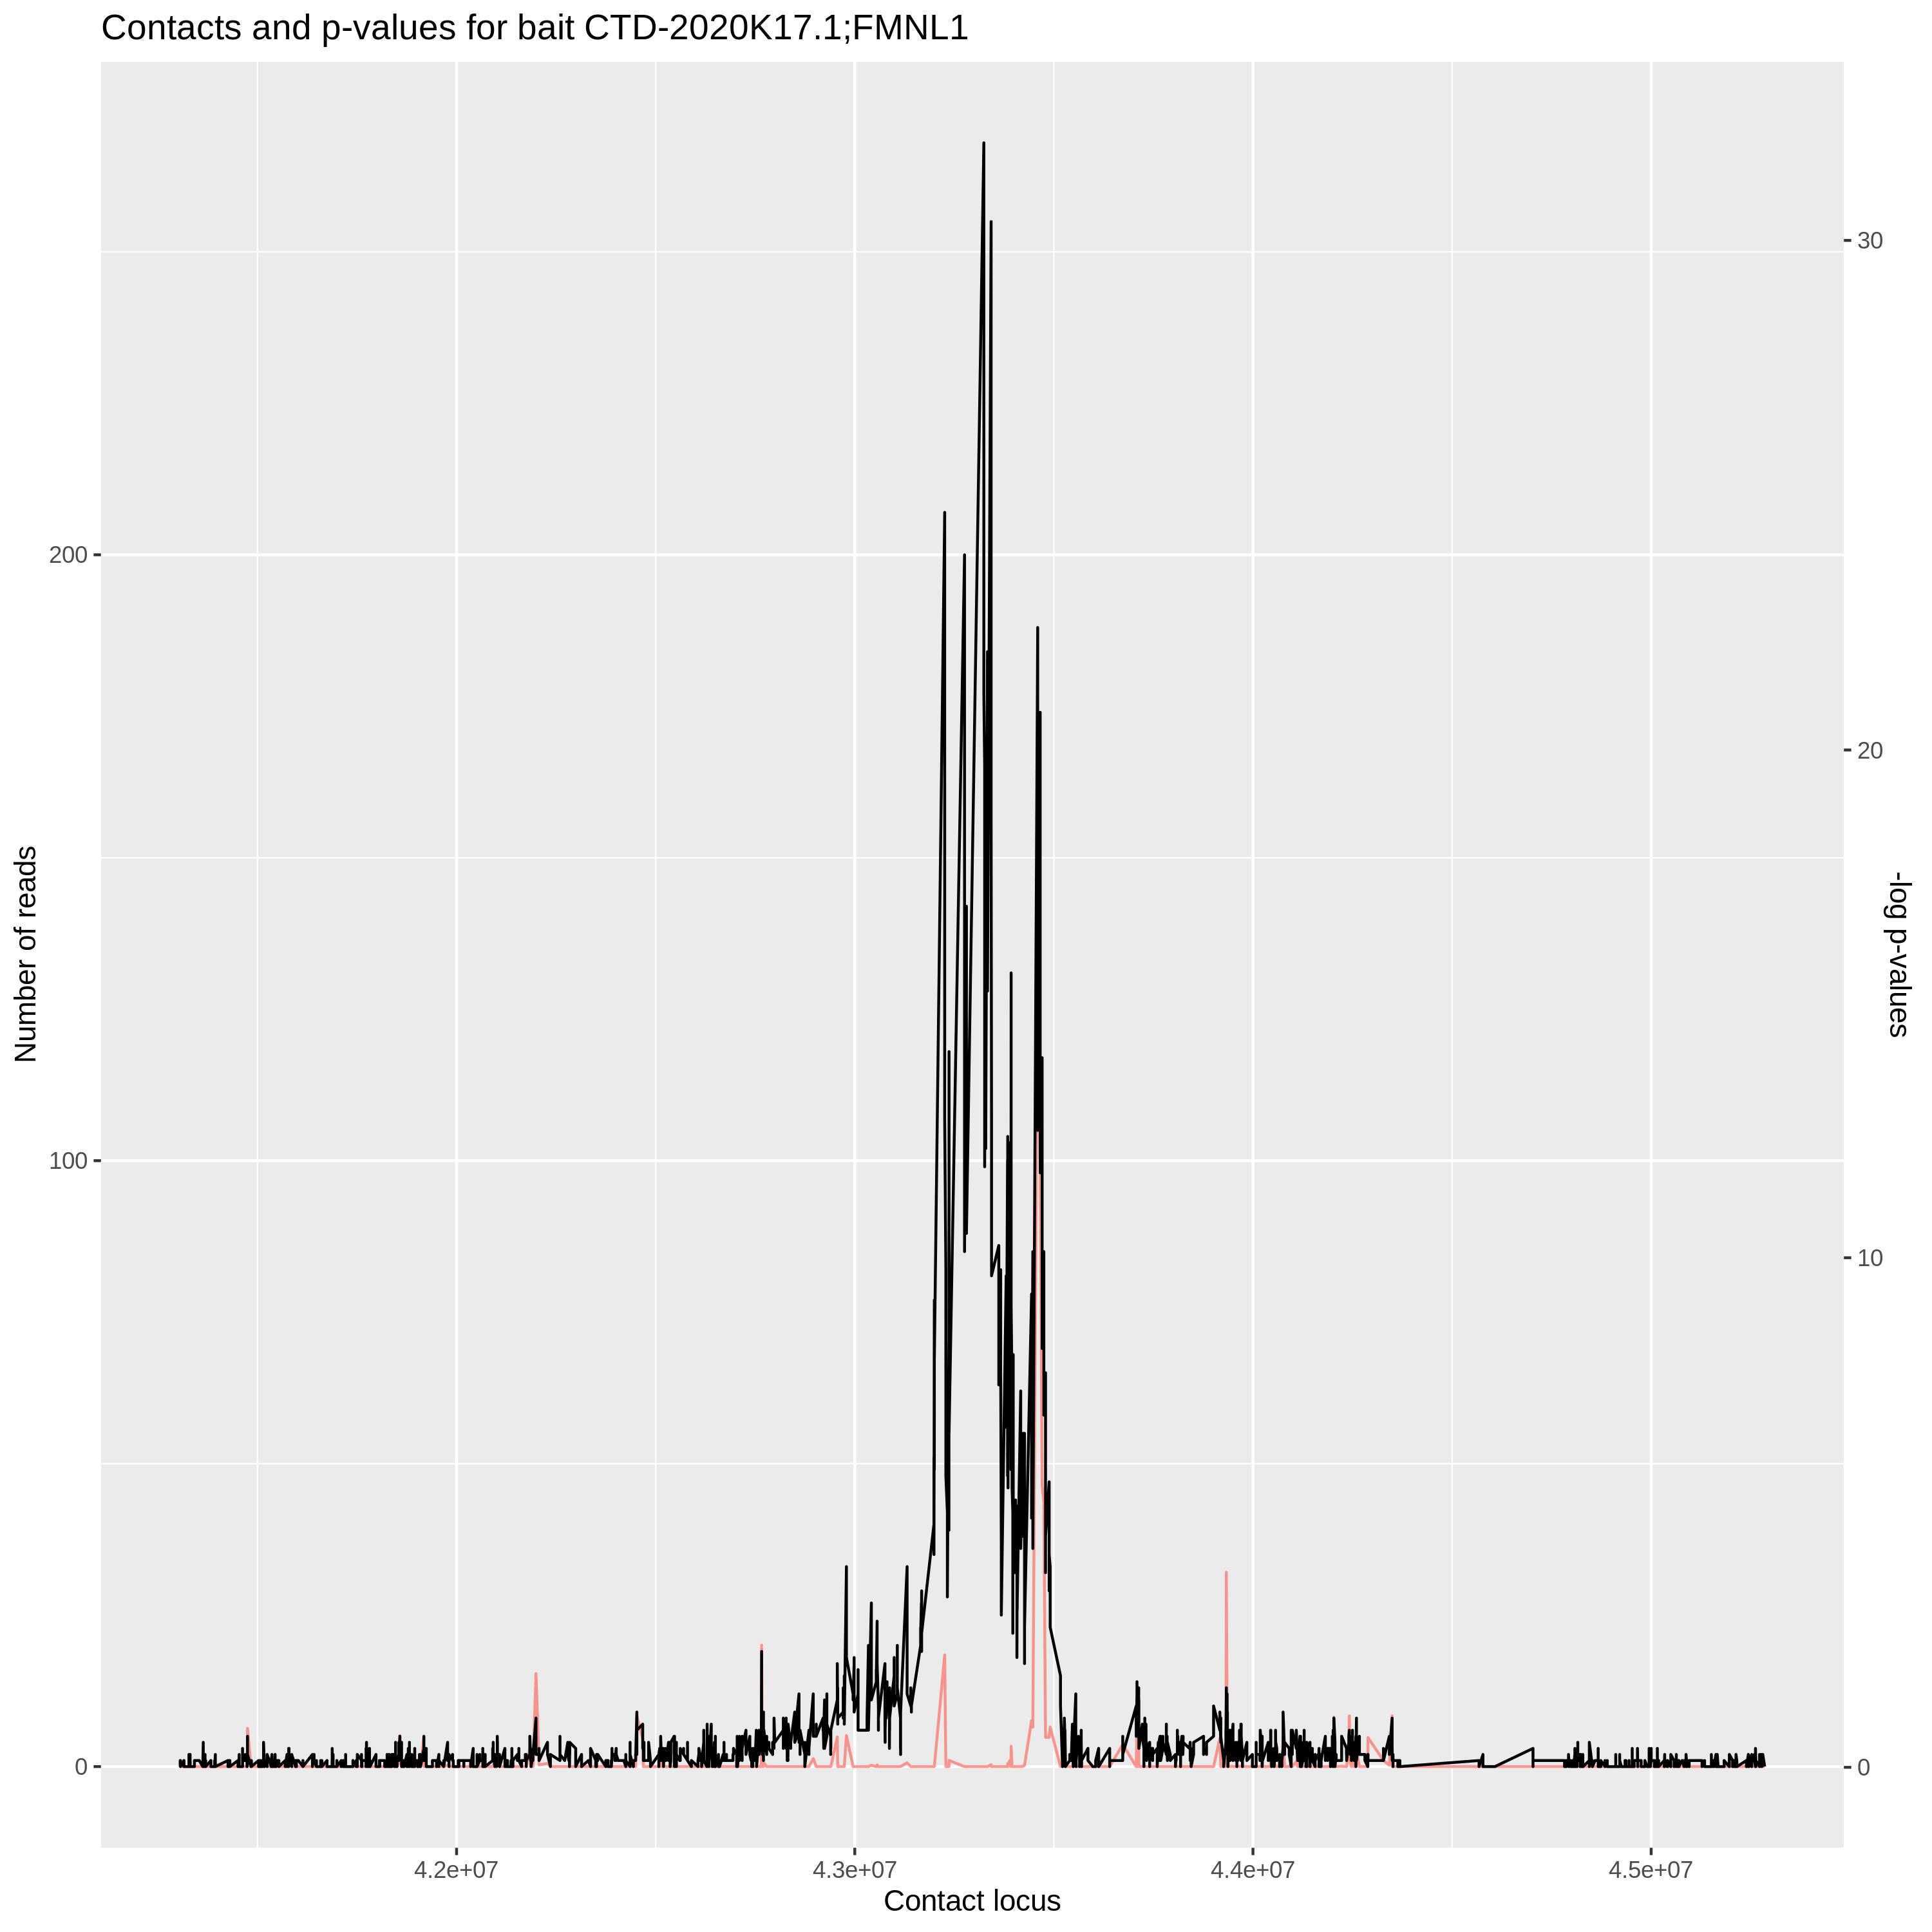 Contacts and p-values for bait CTD-2020K17.1;FMNL1
Number of reads
200
100
0
30
20
10
0
-log p-values
4.2e+07
4.3e+07
4.4e+07
4.5e+07
Contact locus